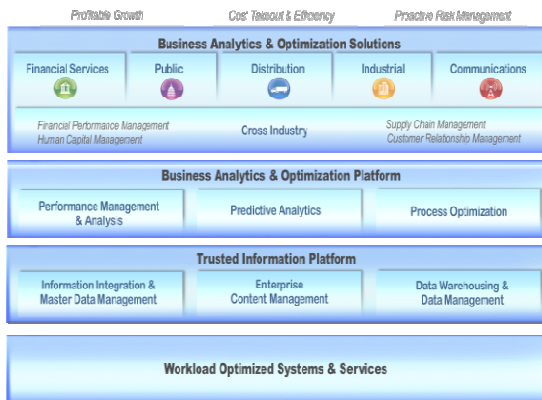 Profitable Growth
Cost Takeout & Efficiency
Proactive Risk Management
Business Analytics & Optimization Solutions
Financial Services
Public
Distribution
Industrial
Communications
Financial Performance Management
Human Capital Management
Cross Industry
Supply Chain Management
Customer Relationship Management
Business Analytics & Optimization Platform
Performance Management
& Analysis
Predictive Analytics
Process Optimization
Trusted Information Platform
Information Integration &
Master Data Management
Enterprise
Content Management
Data Warehousing &
Data Management
Workload Optimized Systems & Services